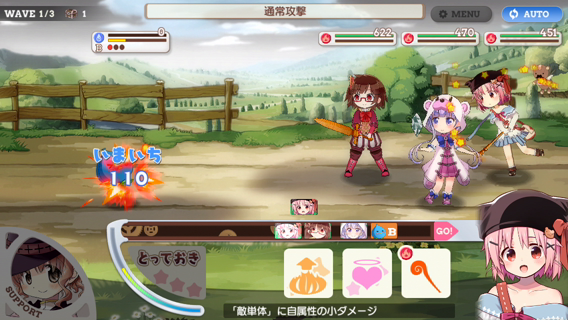 WAVE 1/3
1
通常攻撃
MENU
AUTO
0
B
622
470
451
いまいち
110
B
GO!
とっておき
SUPPORT
「敵単体」に自属性の小ダメージ